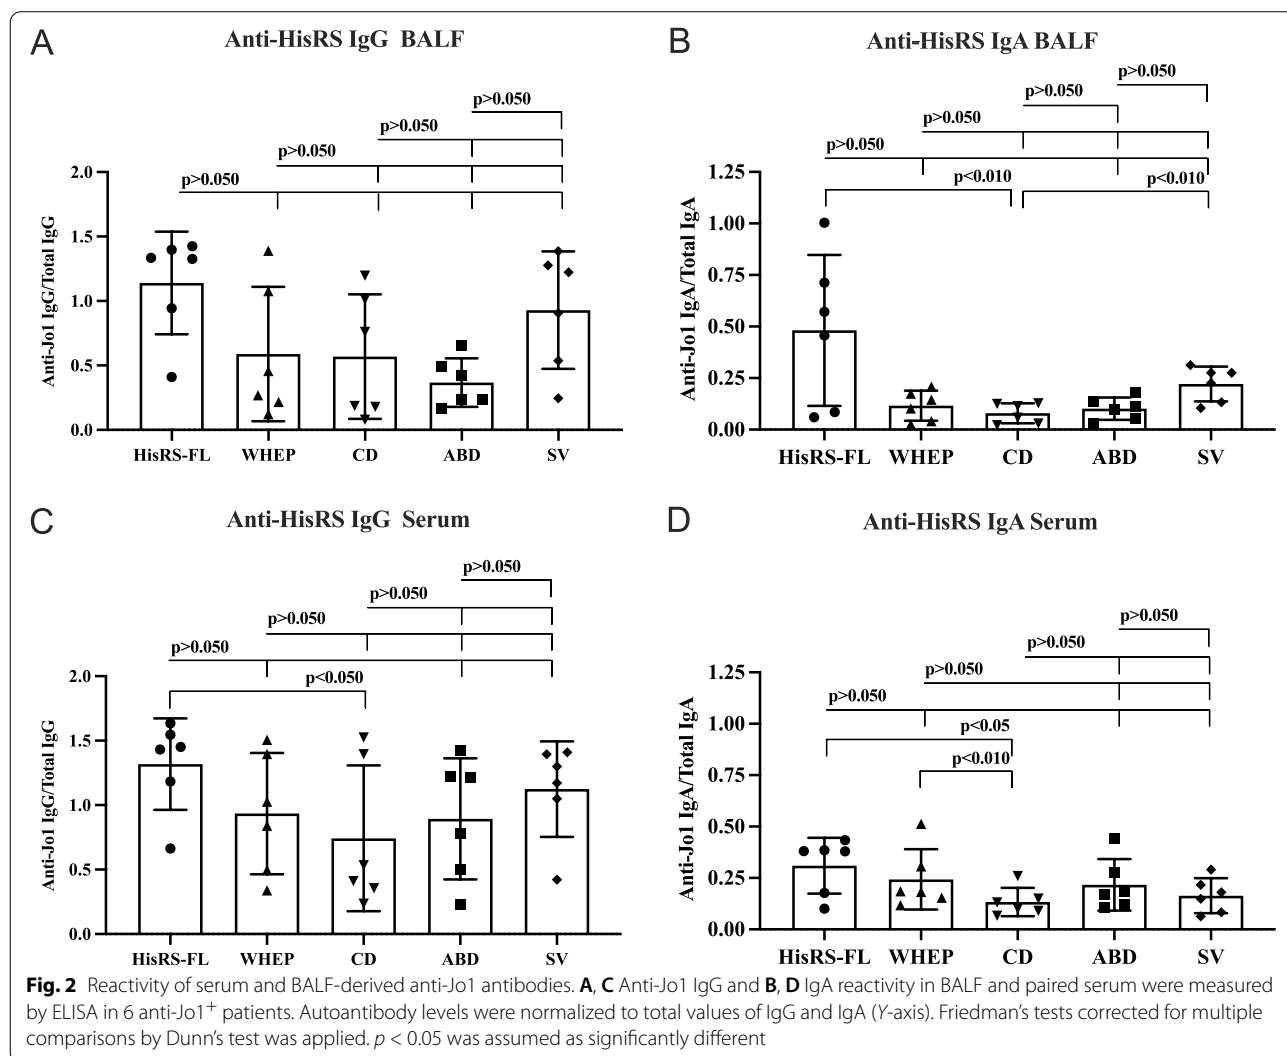 A
Anti-HisRS IgG BALF
p>0.050
p>0.050
p>0.050
p>0.050
2.0
1.5
1.0
0.5
0.0
Anti-Jo1 IgG/Total IgG
HisRS-FL WHEP CD ABD SV
B
Anti-HisRS IgA BALF
p>0.050
p>0.050
p>0.050
p>0.050
p<0.010 p<0.010
1.25
1.00
0.75
0.50
0.25
0.00
Anti-Jo1 IgA/Total IgA
HisRS-FL WHEP CD ABD SV
C
Anti-HisRS IgG Serum
p>0.050
p>0.050
p>0.050
p>0.050
p<0.050
2.0
1.5
1.0
0.5
0.0
Anti-Jo1 IgG/Total IgG
HisRS-FL WHEP CD ABD SV
D
Anti-HisRS IgA Serum
p>0.050
p>0.050
p>0.050
p>0.050
p<0.05
p<0.010
1.25
1.00
0.75
0.50
0.25
0.00
Anti-Jo1 IgA/Total IgA
HisRS-FL WHEP CD ABD SV
Fig. 2 Reactivity of serum and BALF-derived anti-Jo1 antibodies. A, C Anti-Jo1 IgG and B, D IgA reactivity in BALF and paired serum were measured
by ELISA in 6 anti-Jo1+ patients. Autoantibody levels were normalized to total values of IgG and IgA (Y-axis). Friedman's tests corrected for multiple
comparisons by Dunn's test was applied. p < 0.05 was assumed as significantly different